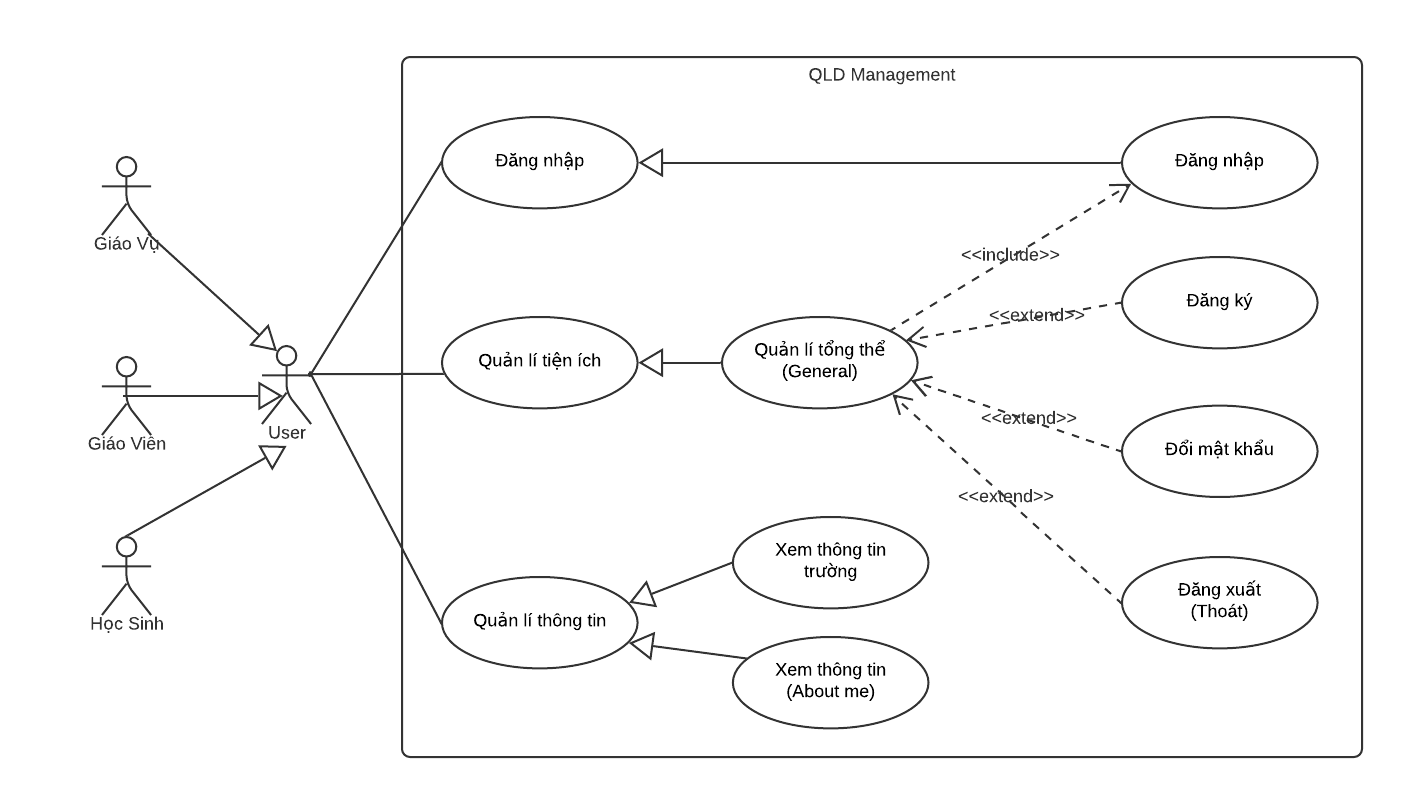 QLD Management
Đăng nhập
Đăng nhập
Giáo Vụ
<<include>>
Đăng ký
<<extend>>
Quản lí tiện ích
Quản lí tổng thể
(General)
User
Giáo Viên
<<extend>>
Đổi mật khẩu
<<extend>>
Xem thông tin
trường
Đăng xuất
(Thoát)
Học Sinh
Quản lí thông tin
Xem thông tin
(About me)